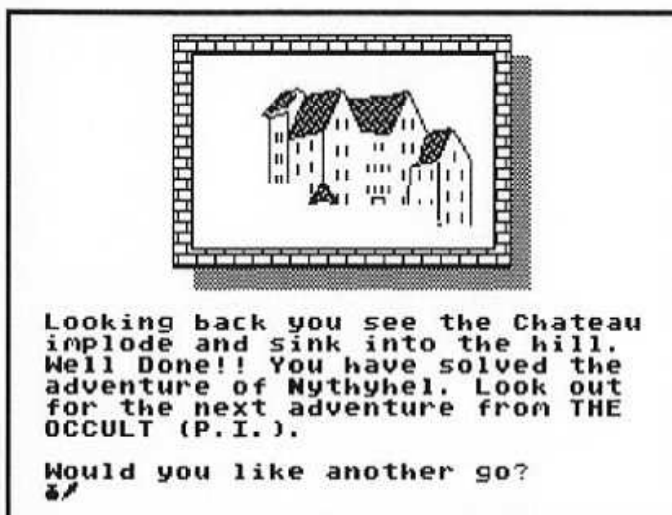 Looking back you see the Chateau
implode and sink into the hill.
Well Done!! You have solved the
adventure of Nythyhel. Look out
for the next adventure from THE
OCCULT (P.I.).
Would you like another go?